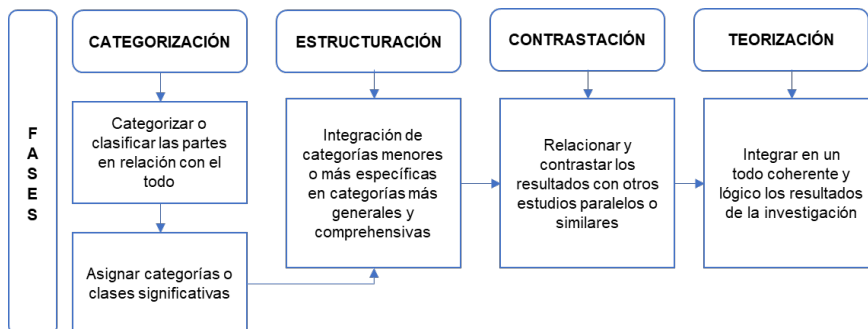 CATEGORIZACIÓN
ESTRUCTURACIÓN
CONTRASTACIÓN
TEORIZACIÓN
F
A
S
E
S
Categorizar o
clasificar las partes
en relación con el
todo
Asignar categorías o
clases significativas
Integración de
categorías menores
o más específicas
en categorías más
generales y
comprehensivas
Relacionar y
contrastar los
resultados con otros
estudios paralelos o
similares
Integrar en un
todo coherente y
lógico los resultados
de la investigación